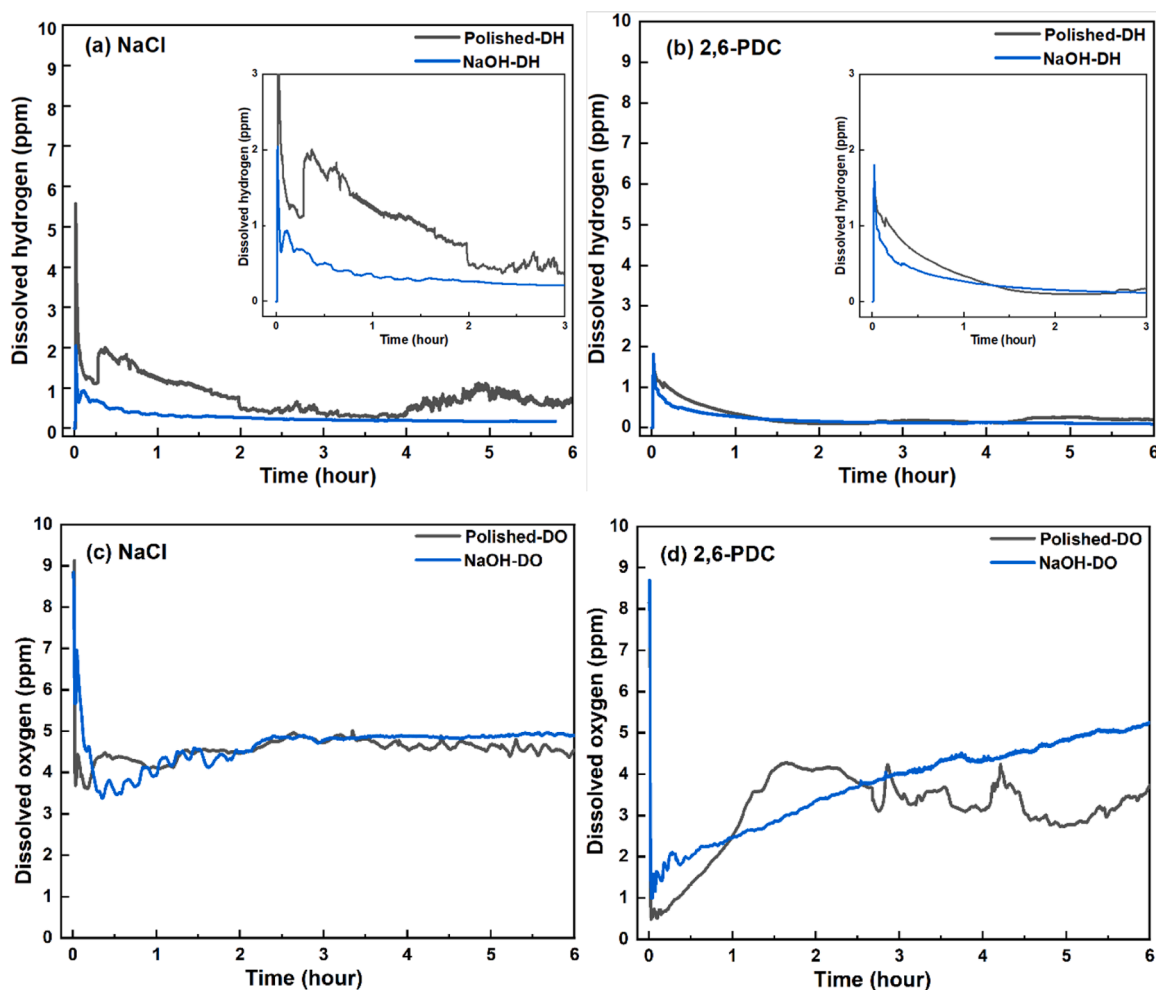 (a) NaCl
Polished-DH
NaOH-DH
Dissolved hydrogen (ppm)
10
9
8
7
6
5
4
3
2
1
0
0 1 2 3 4 5 6
Time (hour)
Dissolved hydrogen (ppm)
3
2
1
0
0 1 2 3
Time (hour)
(b) 2,6-PDC
Polished-DH
NaOH-DH
Dissolved hydrogen (ppm)
10
9
8
7
6
5
4
3
2
1
0
0 1 2 3 4 5 6
Time (hour)
Dissolved hydrogen (ppm)
3
2
1
0
0 1 2 3
Time (hour)
(c) NaCl
Polished-DO
NaOH-DO
Dissolved oxygen (ppm)
10
9
8
7
6
5
4
3
2
1
0
0 1 2 3 4 5 6
Time (hour)
(d) 2,6-PDC
Polished-DO
NaOH-DO
Dissolved oxygen (ppm)
10
9
8
7
6
5
4
3
2
1
0
0 1 2 3 4 5 6
Time (hour)